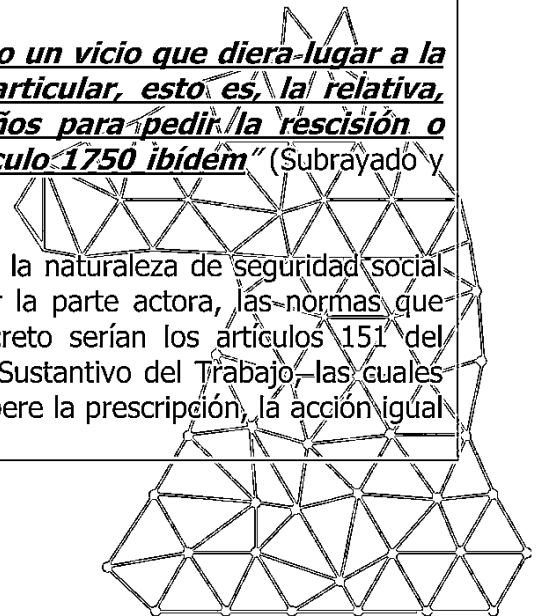 o un vicio que diera lugar a la
articular, esto es, la relativa,
ños para pedir la rescisión o
culo 1750 ibídem" (Subrayado y
la naturaleza de seguridad social
r la parte actora, las normas que
creto serían los artículos 151 del
Sustantivo del Trabajo, las cuales
pere la prescripción, la acción igual